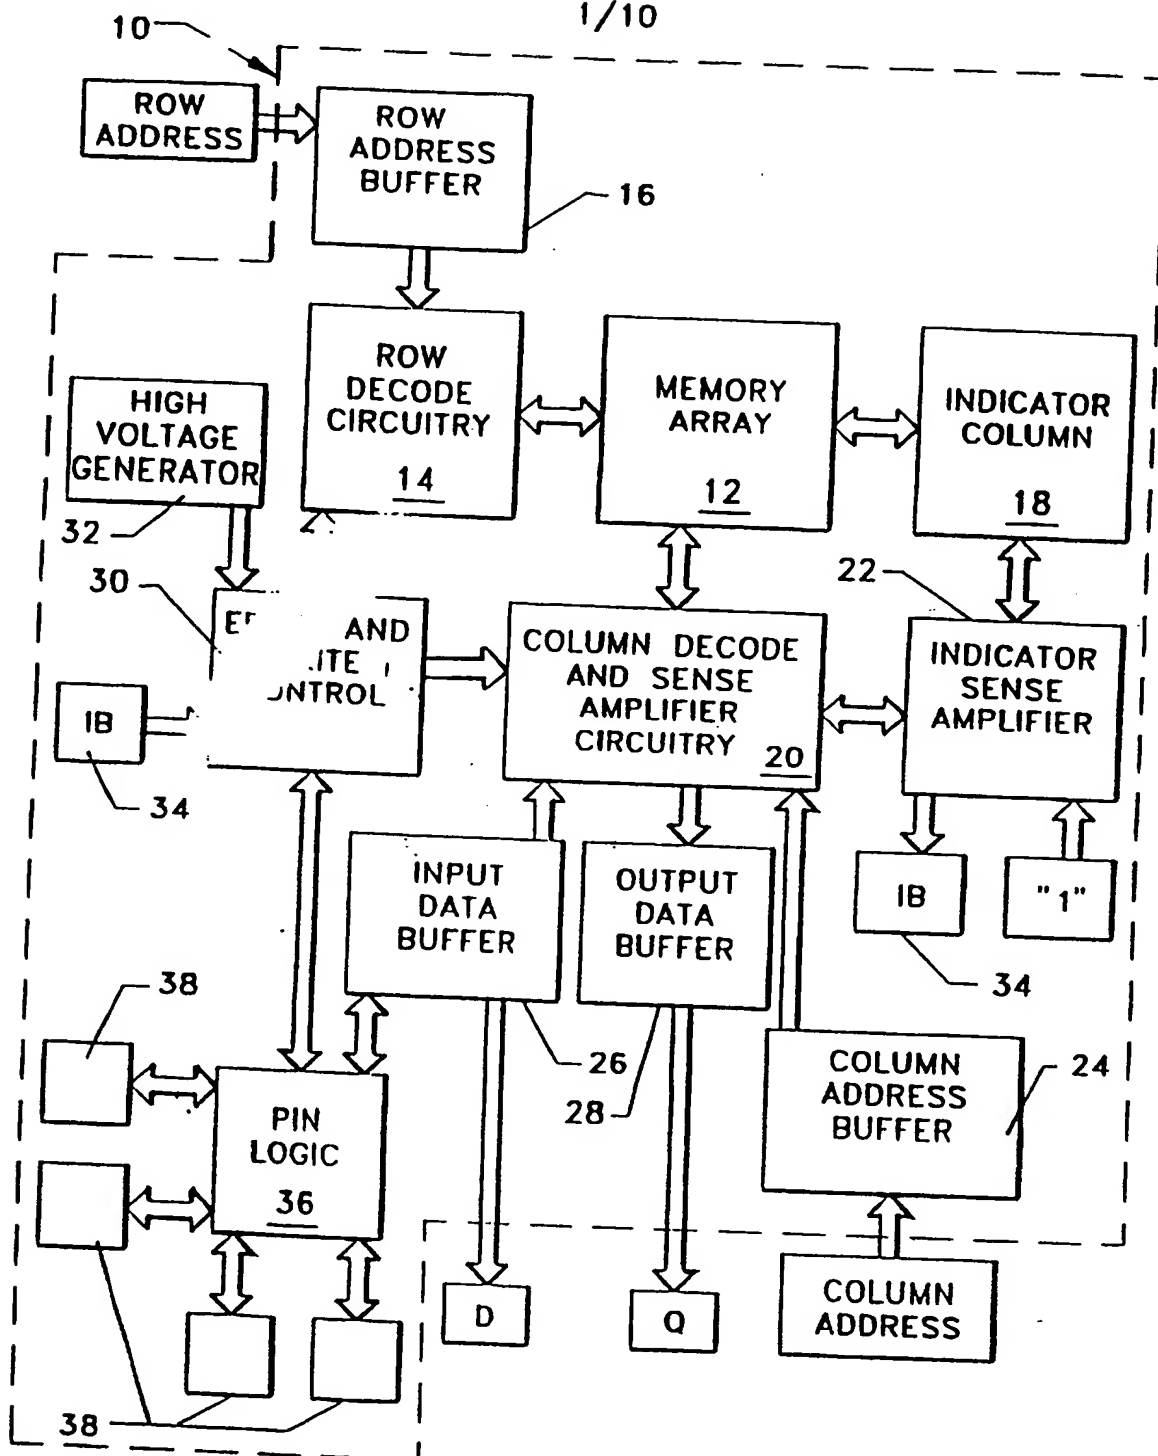 1/10
10
ROW
ADDRESS
ROW
ADDRESS
BUFFER
16
ROW
DECODE
CIRCUITRY
14
MEMORY
ARRAY
12
INDICATOR
COLUMN
18
HIGH
VOLTAGE
GENERATOR
32
30
AND
22
COLUMN DECODE
AND SENSE
AMPLIFIER
CIRCUITRY
20
INDICATOR
SENSE
AMPLIFIER
IB
34
INPUT
DATA
BUFFER
26
OUTPUT
DATA
BUFFER
28
IB
34
"1"
38
PIN
LOGIC
36
COLUMN
ADDRESS
BUFFER
24
D
Q
COLUMN
ADDRESS
38